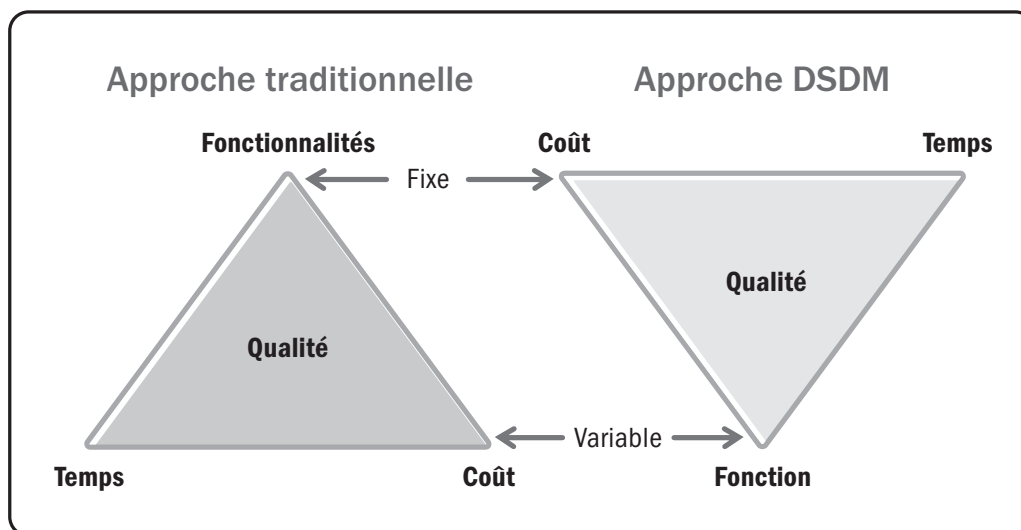 Approche traditionnelle
Approche DSDM
Fonctionnalités
Coût
Temps
Fixe
Qualité
Qualité
Variable
Temps
Coût
Fonction